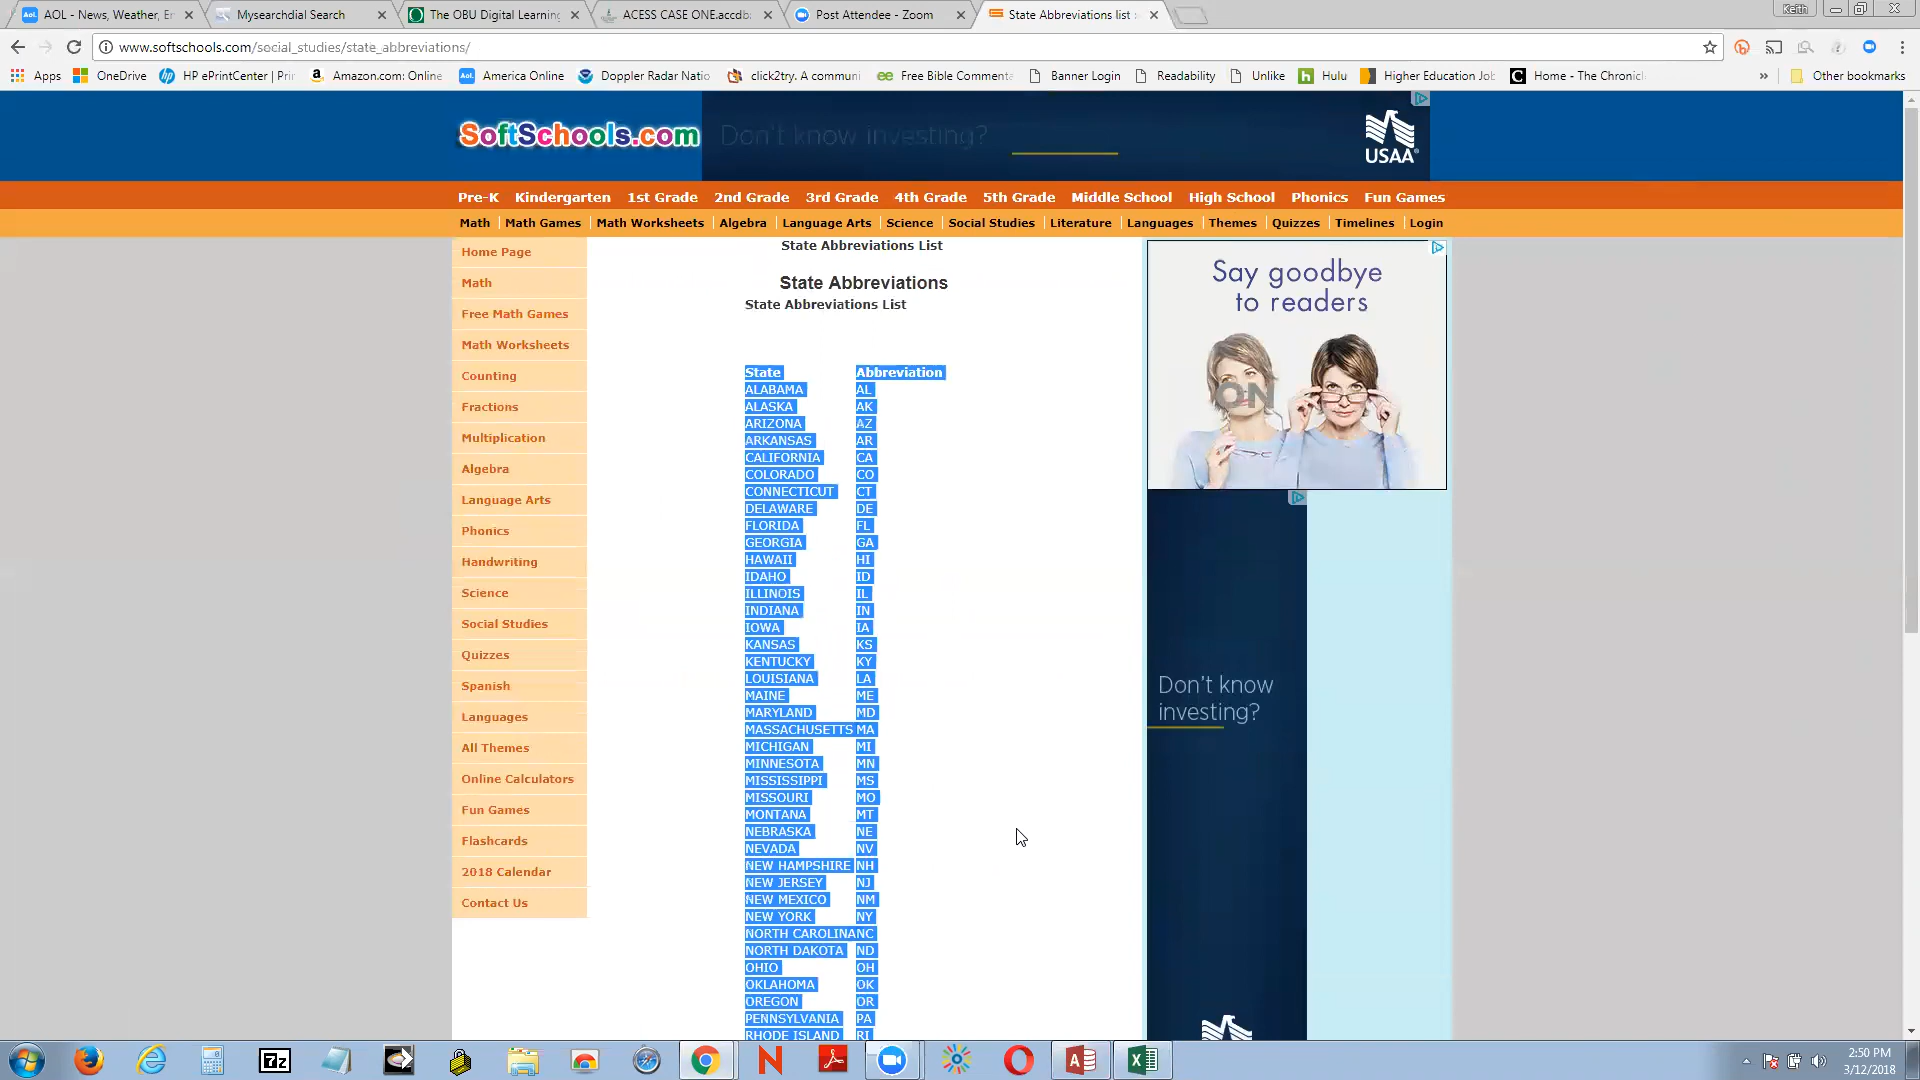 AOL - News, Weather, En
Mysearchdial Search
The OBU Digital Learning
ACESS CASE ONE.accdb
Post Attendee - Zoom
State Abbreviations list :
Keith
www.softschools.com/social_studies/state_abbreviations/
Apps
OneDrive
HP ePrintCenter | Prin
Amazon.com: Online
Aol.
America Online
Doppler Radar Natio
click2try. A communi
Free Bible Comment
Banner Login
Readability
Unlike
Hulu
Higher Education Job
Home - The Chronicl
»
Other bookmarks
SoftSchools.com
Don't know investing?
USAA®
Pre-K Kindergarten 1st Grade 2nd Grade 3rd Grade 4th Grade 5th Grade Middle School High School Phonics Fun Games
Math Math Games Math Worksheets Algebra Language Arts Science Social Studies Literature Languages Themes Quizzes Timelines Login
Home Page
Math
Free Math Games
Math Worksheets
Counting
Fractions
Multiplication
Algebra
Language Arts
Phonics
Handwriting
Science
Social Studies
Quizzes
Spanish
Languages
All Themes
Online Calculators
Fun Games
Flashcards
2018 Calendar
Contact Us
State Abbreviations List
State Abbreviations
State Abbreviations List
State Abbreviation
ALABAMA AL
ALASKA AK
ARIZONA AZ
ARKANSAS AR
CALIFORNIA CA
COLORADO CO
CONNECTICUT CT
DELAWARE DE
FLORIDA FL
GEORGIA GA
HAWAII HI
IDAHO ID
ILLINOIS IL
INDIANA IN
IOWA IA
KANSAS KS
KENTUCKY KY
LOUISIANA LA
MAINE ME
MARYLAND MD
MASSACHUSETTS MA
MICHIGAN MI
MINNESOTA MN
MISSISSIPPI MS
MISSOURI MO
MONTANA MT
NEBRASKA NE
NEVADA NV
NEW HAMPSHIRE NH
NEW JERSEY NJ
NEW MEXICO NM
NEW YORK NY
NORTH CAROLINA NC
NORTH DAKOTA ND
OHIO OH
OKLAHOMA OK
OREGON OR
PENNSYLVANIA PA
RHODE ISLAND RI
Say goodbye
to readers
ON
Don't know
investing?
7z
2:50 PM
3/12/2018